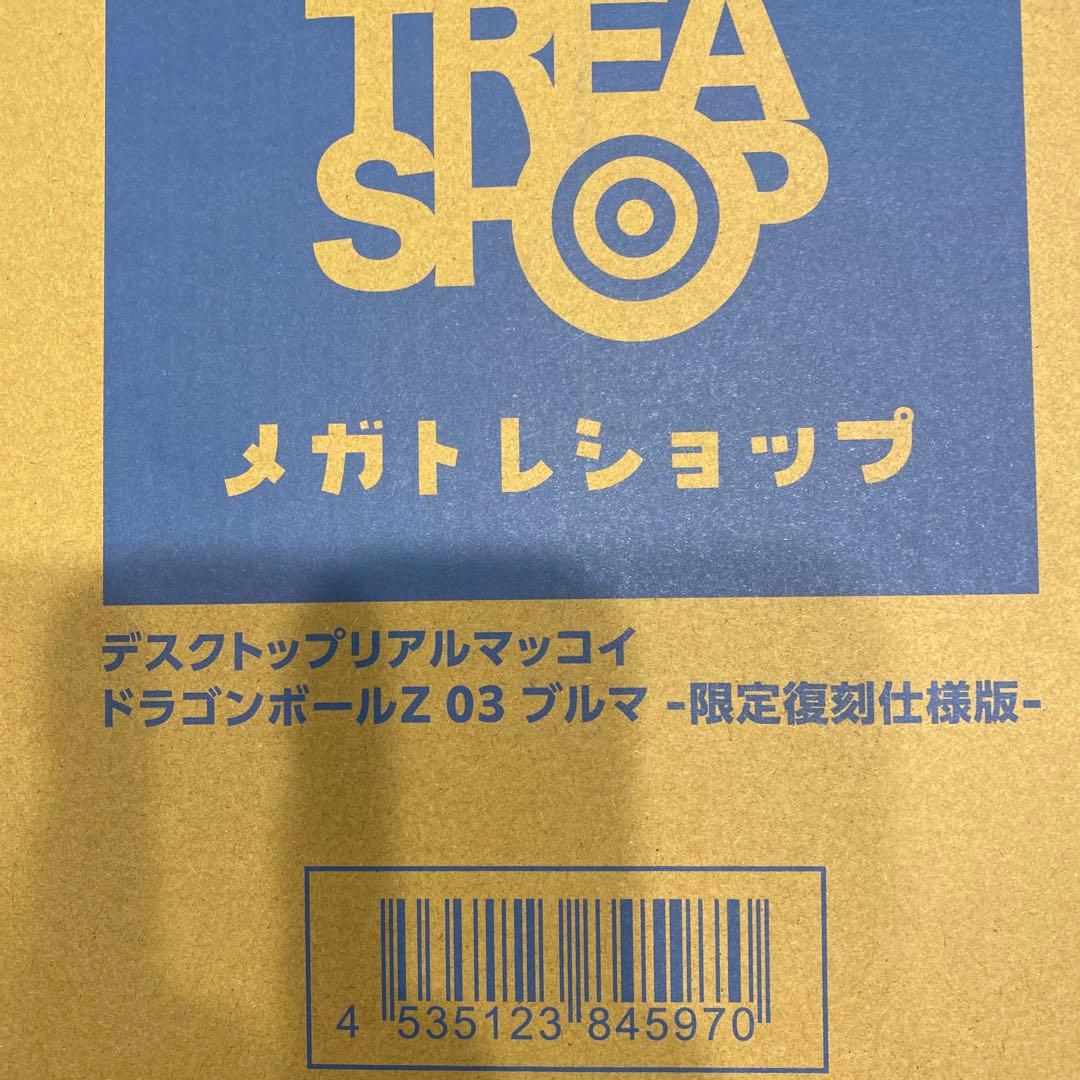 TREA
SHOP
メガトレショップ
デスクトップリアルマッコイ
ドラゴンボールZ 03 ブルマ -限定復刻仕様版-
4 535123 845970